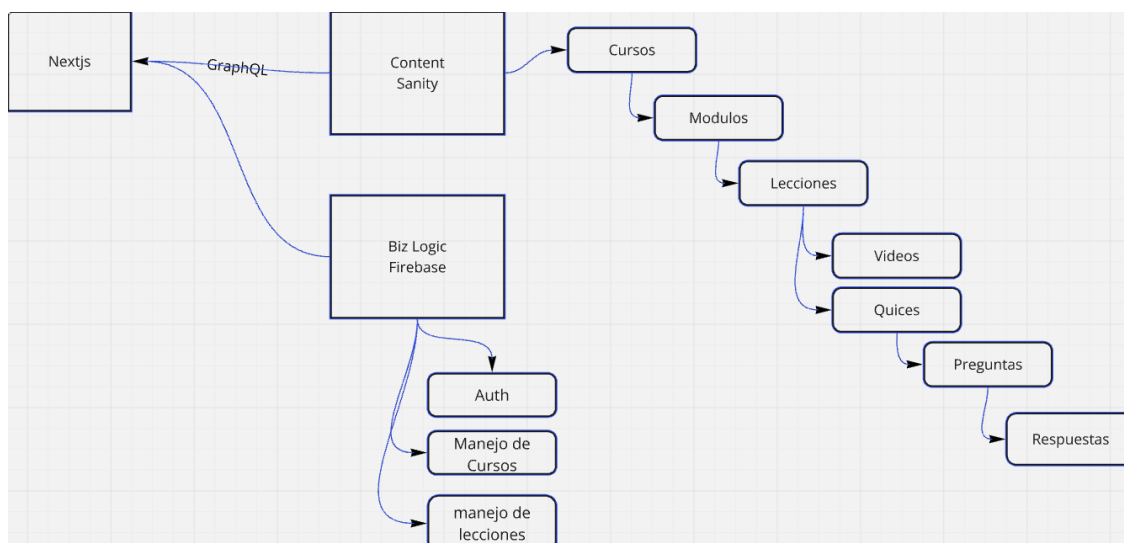 Nextjs
GraphQL
Content
Sanity
Cursos
Modulos
Lecciones
Videos
Quices
Preguntas
Respuestas
Biz Logic
Firebase
Auth
Manejo de
Cursos
manejo de
lecciones